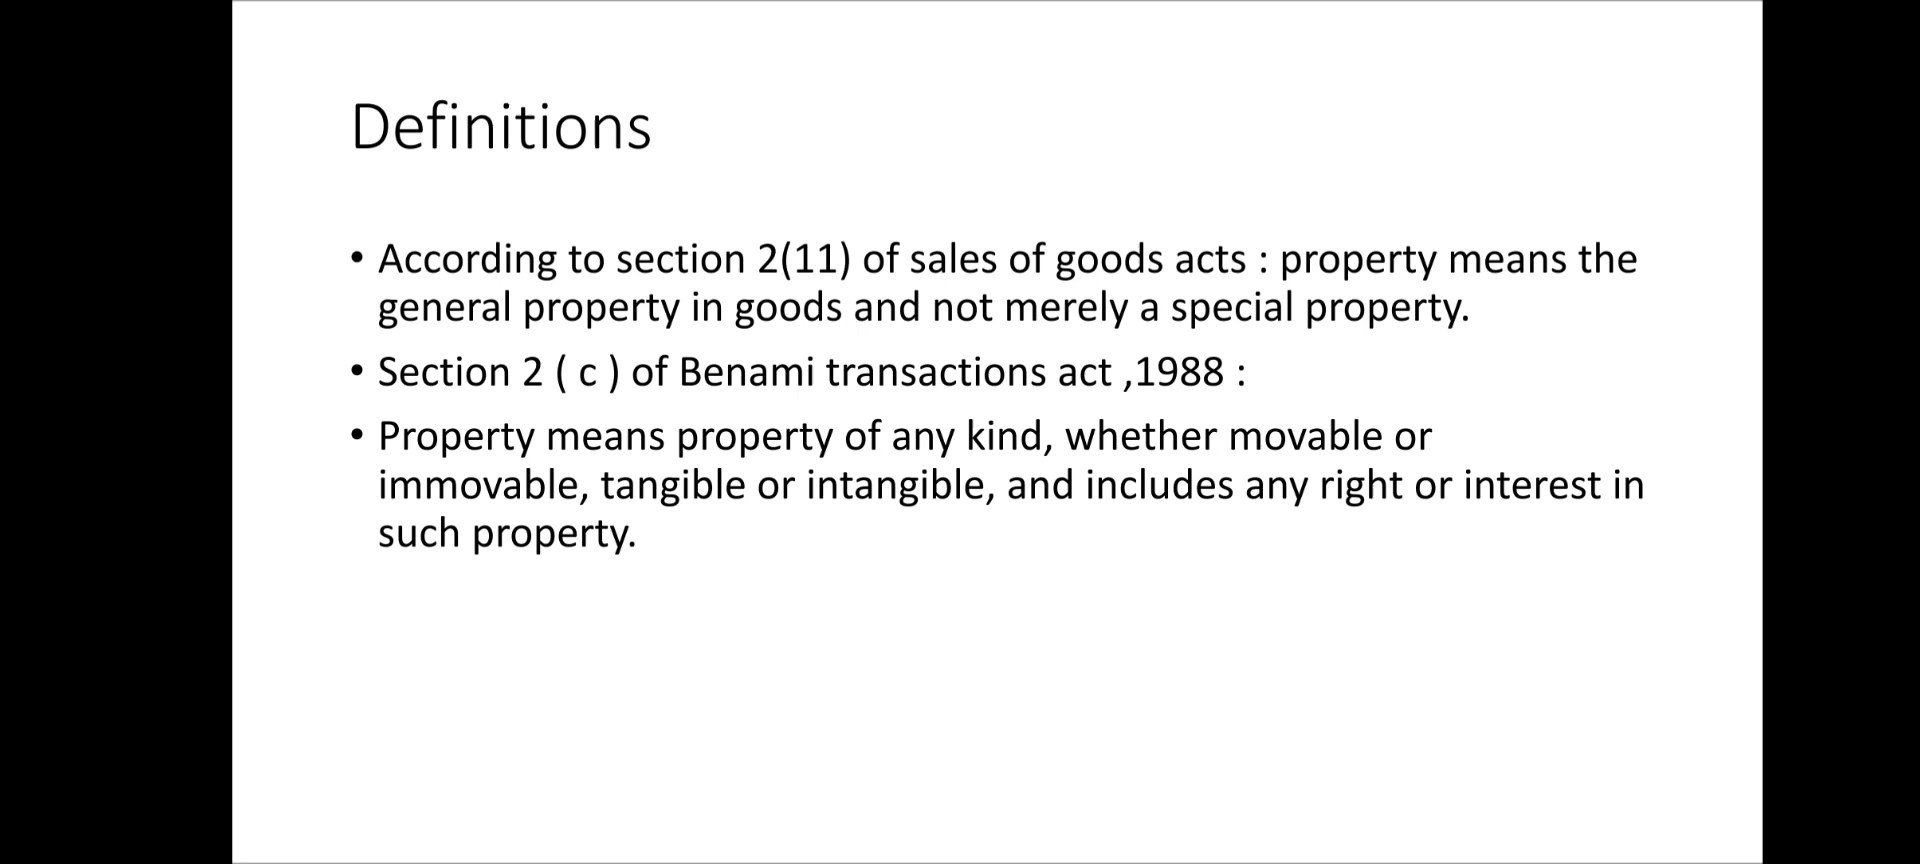 Definitions
• According to section 2(11) of sales of goods acts : property means the
general property in goods and not merely a special property.
• Section 2 ( c ) of Benami transactions act ,1988 :
• Property means property of any kind, whether movable or
immovable, tangible or intangible, and includes any right or interest in
such property.